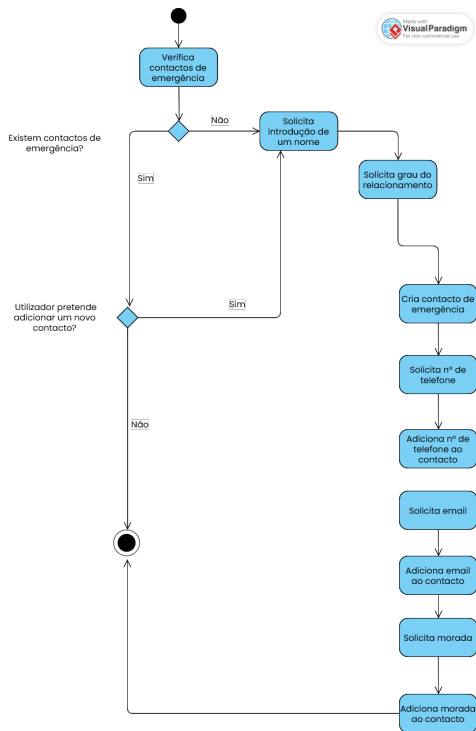 Made with
Visual Paradigm
For non-commercial use
Verifica
contactos de
emergência
Existem contactos de
emergência?
Não
Solicita
introdução de
um nome
Solicita grau do
relacionamento
Sim
Utilizador pretende
adicionar um novo
contacto?
Sim
Cria contacto de
emergência
Solicita nº de
telefone
Não
Adiciona nº de
telefone ao
contacto
Solicita email
Adiciona email
ao contacto
Solicita morada
Adiciona morada
ao contacto